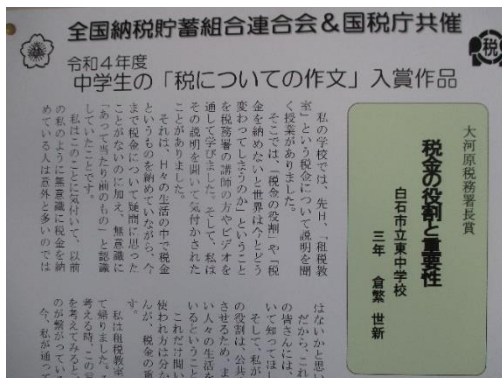 全国納税貯蓄組合連合会&国税庁共催
税
令和4年度
中学生の「税についての作文」入賞作品
大河原税務署長賞
税金の役割と重要性
白石市立東中学校
三年 倉繁 世新
私の学校では、先日、「租税教
室」という税金について説明を聞
く授業がありました。
そこでは、「税金の役割」や「税
金を納めないと世界は今とどう
変わってしまうのか」ということ
を税務署の講師の方やビデオを
通して学びました。そして、私は
その説明を聞いて気付かされた
ことがありました。
それは、日々の生活の中で税金
というものを納めていながら、今
まで税金について疑問に思った
ことがないのに加え、無意識に
「あって当たり前のもの」と認識
していたことです。
私はこのことに気付いて、以前
の私のように無意識に税金を納
めている人は意外と多いのでは
はないかと思
だから、これ
の皆さんには、
て知ってほし
そして、私が
の役割は、公共
させるため、ま
い人々の生活を
いるということ
これだけ聞い
使われ方は分か
んが、税金の重
す。
私は租税教室
て帰りました。
考える時、この
を考えてみると
のが繋がっている
今、私が通って